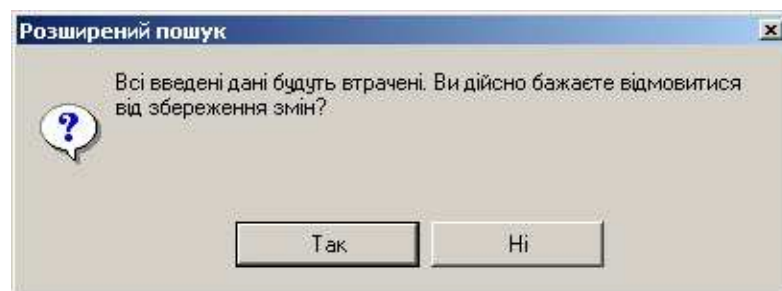 Розширений пошук
Всі введені дані будуть втрачені. Ви дійсно бажаєте відмовитися
від збереження змін?
Так
Ні